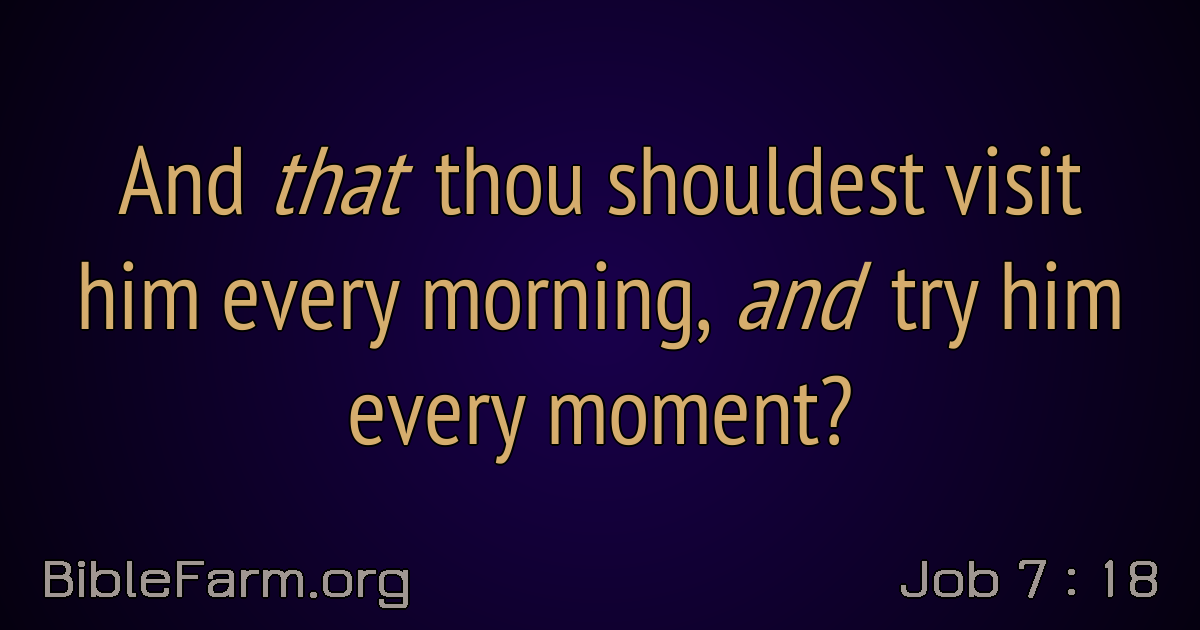 And that thou shouldest visit
him every morning, and try him
every moment?
BibleFarm.org
Job 7 : 18